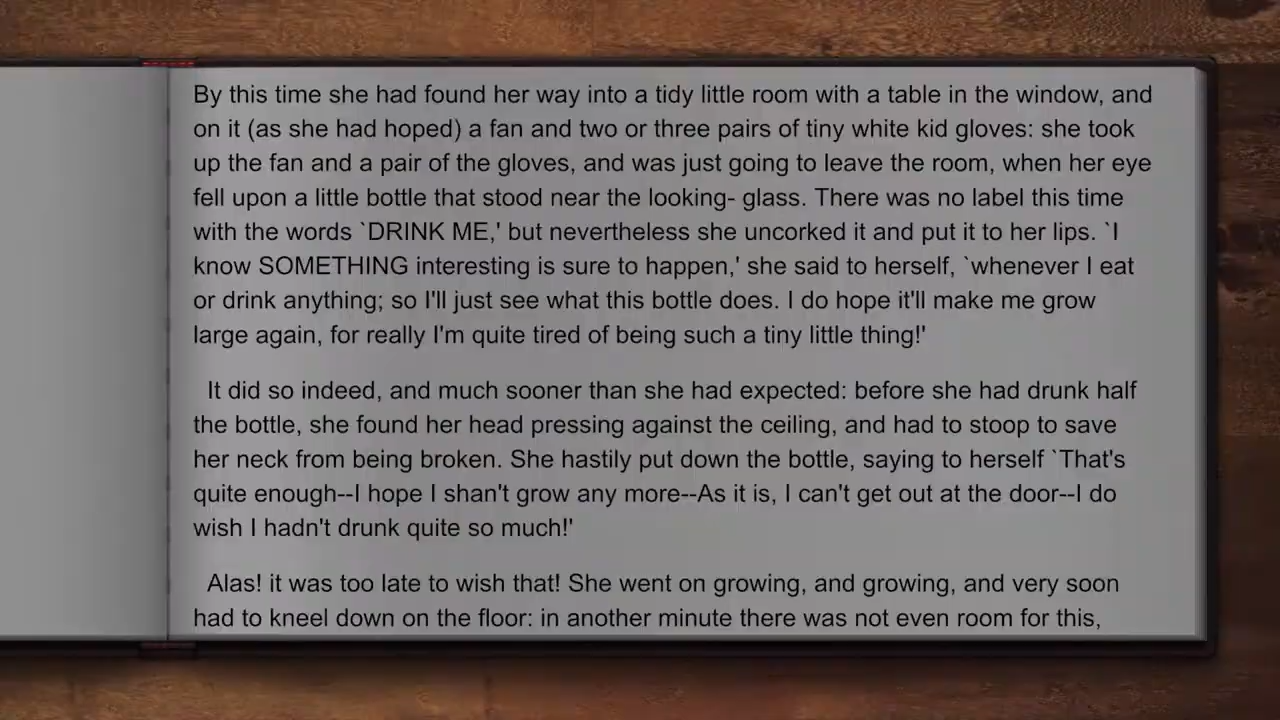 By this time she had found her way into a tidy little room with a table in the window, and
on it (as she had hoped) a fan and two or three pairs of tiny white kid gloves: she took
up the fan and a pair of the gloves, and was just going to leave the room, when her eye
fell upon a little bottle that stood near the looking- glass. There was no label this time
with the words `DRINK ME,' but nevertheless she uncorked it and put it to her lips. `I
know SOMETHING interesting is sure to happen,' she said to herself, `whenever I eat
or drink anything; so I'll just see what this bottle does. I do hope it'll make me grow
large again, for really I'm quite tired of being such a tiny little thing!'
It did so indeed, and much sooner than she had expected: before she had drunk half
the bottle, she found her head pressing against the ceiling, and had to stoop to save
her neck from being broken. She hastily put down the bottle, saying to herself `That's
quite enough--I hope I shan't grow any more--As it is, I can't get out at the door--I do
wish I hadn't drunk quite so much!'
Alas! it was too late to wish that! She went on growing, and growing, and very soon
had to kneel down on the floor: in another minute there was not even room for this,